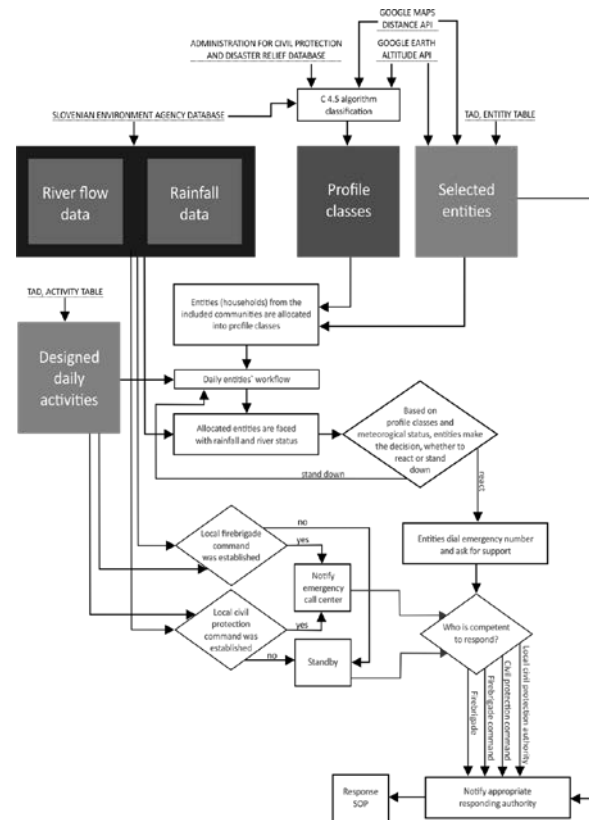 GOOGLE MAPS
DISTANCE API
ADMINISTRATION FOR CIVIL PROTECTION
AND DISASTER RELIEF DATABASE
GOOGLE EARTH
ALTITUDE API
C 4.5 algorithm
classification
SLOVENIAN ENVIRONMENT AGENCY DATABASE
TAD, ENTITIY TABLE
River flow
data
Rainfall
data
Profile
classes
Selected
entities
TAD, ACTIVITY TABLE
Entities (households) from the
included communities are allocated
into profile classes
Designed
daily
activities
Daily entities` workflow
Allocated entities are faced
with rainfall and river status
Based on
profile classes and
meteorogical status, entities make
the decision, whether to
react or stand
down
stand down
react
no
Local firebrigade
command was
established
yes
Entities dial emergency number
and ask for support
Notify
emergency
call center
Local civil
protection
command was
established
yes
Who is competent
to respond?
no
Standby
Firebrigade
Firebrigade command
Civil protection command
Local civil protection authority
Response
SOP
Notify appropriate
responding authority